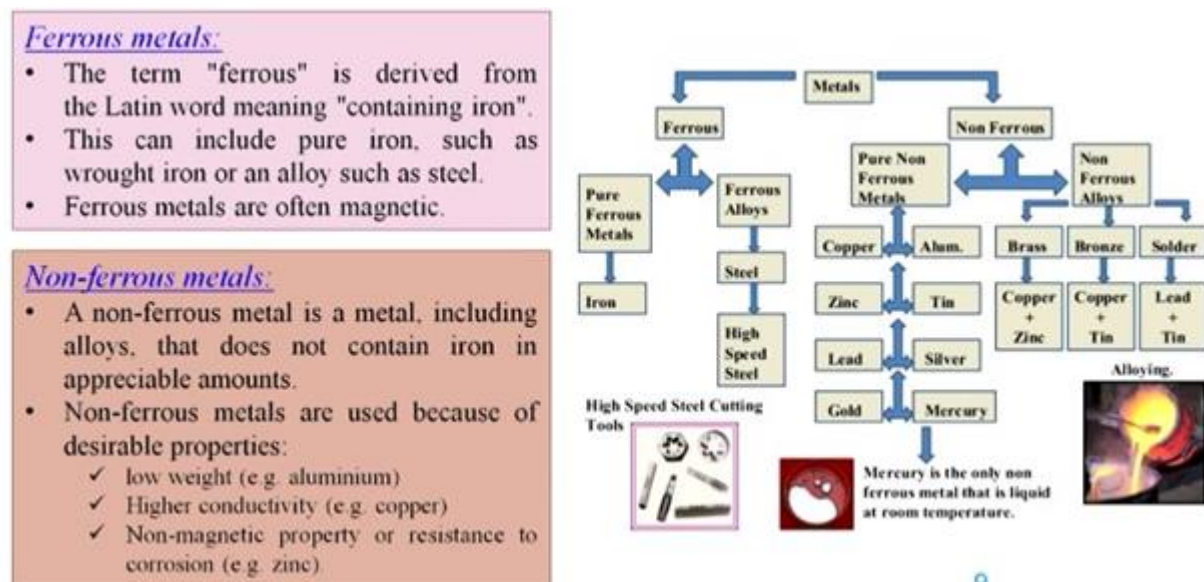 Ferrous metals:
• The term "ferrous" is derived from
the Latin word meaning "containing iron".
• This can include pure iron, such as
wrought iron or an alloy such as steel.
• Ferrous metals are often magnetic.
Non-ferrous metals:
• A non-ferrous metal is a metal, including
alloys, that does not contain iron in
appreciable amounts.
• Non-ferrous metals are used because of
desirable properties:
✓ low weight (e.g. aluminium)
✓ Higher conductivity (e.g. copper)
✓ Non-magnetic property or resistance to
corrosion (e.g. zinc)
Metals
Ferrous
Non Ferrous
Pure
Ferrous
Metals
Ferrous
Alloys
Pure Non
Ferrous
Metals
Non
Ferrous
Alloys
Iron
Steel
High
Speed
Steel
Copper
Alum.
Zinc
Tin
Lead
Silver
Gold
Mercury
Brass
Bronze
Solder
Copper
+
Zinc
Copper
+
Tin
Lead
+
Tin
Alloying.
High Speed Steel Cutting
Tools
Mercury is the only non
ferrous metal that is liquid
at room temperature.